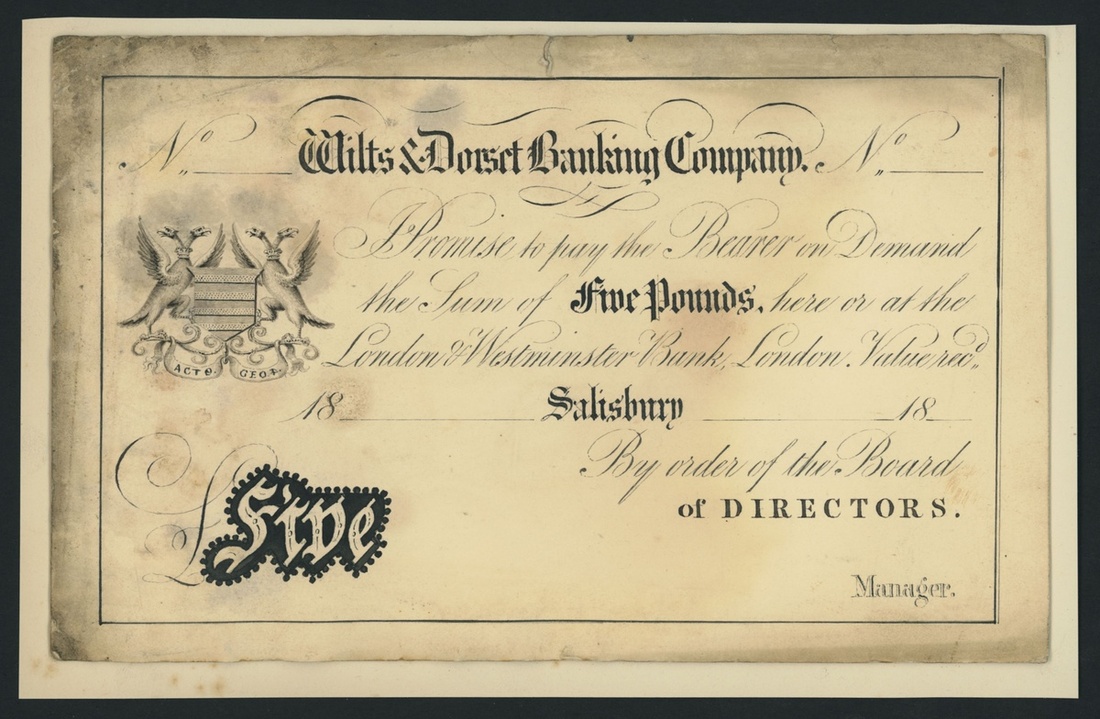 No. Wilts & Dorset Banking Company. No.
I Promise to pay the Bearer on Demand
the Sum of Five Pounds, here or at the
London & Westminster Bank, London. Value recd.
ACTO. GEOF.
18 Salisbury 18
By order of the Board
of DIRECTORS.
£Five
Manager.